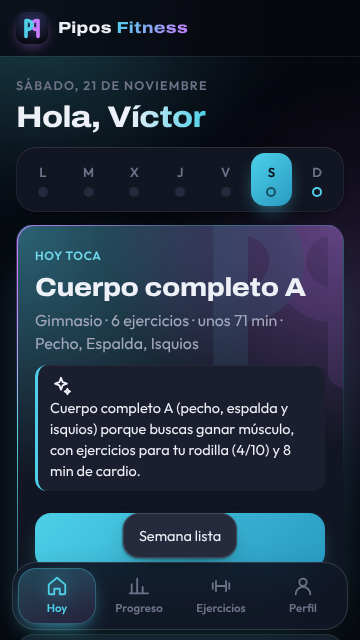 Pipos Fitness
SÁBADO, 21 DE NOVIEMBRE
Hola, Víctor
L M X J V S D
HOY TOCA
Cuerpo completo A
Gimnasio · 6 ejercicios · unos 71 min ·
Pecho, Espalda, Isquios
Cuerpo completo A (pecho, espalda y
isquios) porque buscas ganar músculo,
con ejercicios para tu rodilla (4/10) y 8
min de cardio.
Semana lista
Hoy Progreso Ejercicios Perfil